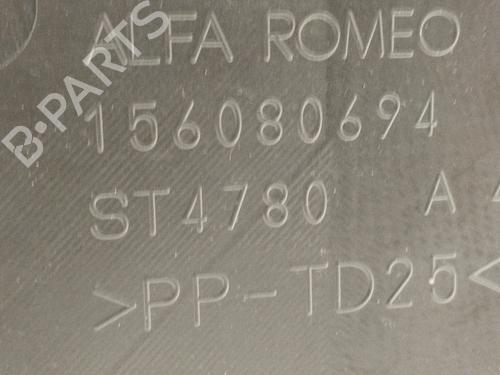 ALFA ROMEO
156080694
ST4780 A
>PP-TD25<
B-PARTS